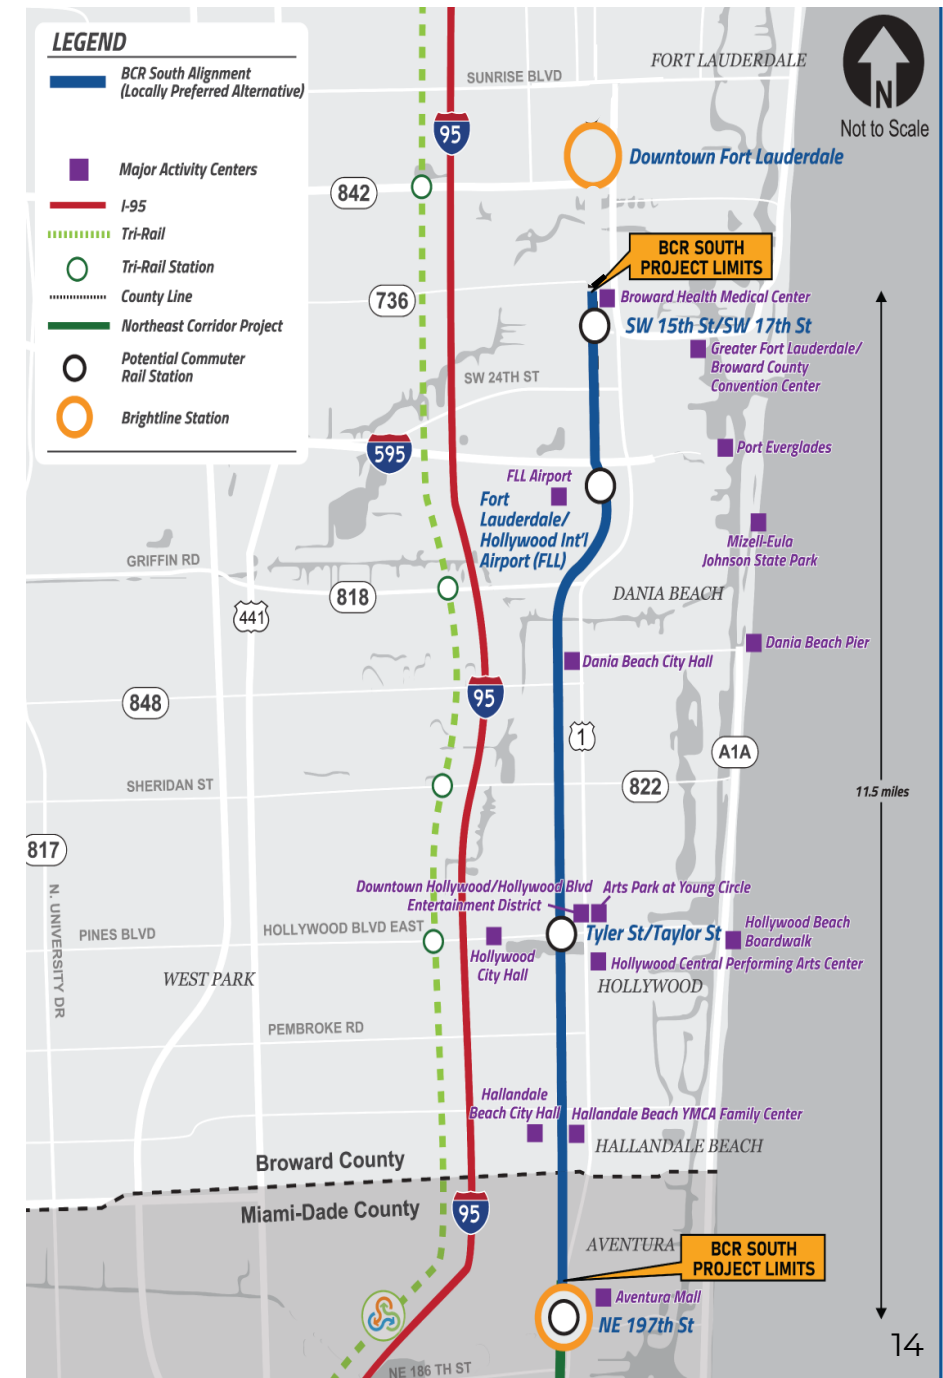 LEGEND
BCR South Alignment
(Locally Preferred Alternative)
Major Activity Centers
I-95
Tri-Rail
Tri-Rail Station
County Line
Northeast Corridor Project
Potential Commuter
Rail Station
Brightline Station
FORT LAUDERDALE
SUNRISE BLVD
N
Not to Scale
95
Downtown Fort Lauderdale
842
BCR SOUTH
PROJECT LIMITS
736
Broward Health Medical Center
SW 15th St/SW 17th St
Greater Fort Lauderdale/
Broward County
Convention Center
SW 24TH ST
595
Port Everglades
FLL Airport
Fort
Lauderdale/
Hollywood Int'l
Airport (FLL)
Mizell-Eula
Johnson State Park
GRIFFIN RD
818
DANIA BEACH
441
Dania Beach Pier
Dania Beach City Hall
95
848
1
A1A
SHERIDAN ST
822
11.5 miles
817
N. UNIVERSITY DR
Downtown Hollywood/Hollywood Blvd
Entertainment District
Arts Park at Young Circle
PINES BLVD
HOLLYWOOD BLVD EAST
Tyler St/Taylor St
Hollywood Beach
Boardwalk
Hollywood
City Hall
Hollywood Central Performing Arts Center
WEST PARK
HOLLYWOOD
PEMBROKE RD
Hallandale
Beach City Hall
Hallandale Beach YMCA Family Center
HALLANDALE BEACH
Broward County
Miami-Dade County
95
AVENTURA
BCR SOUTH
PROJECT LIMITS
Aventura Mall
NE 197th St
14
NE 186 TH ST